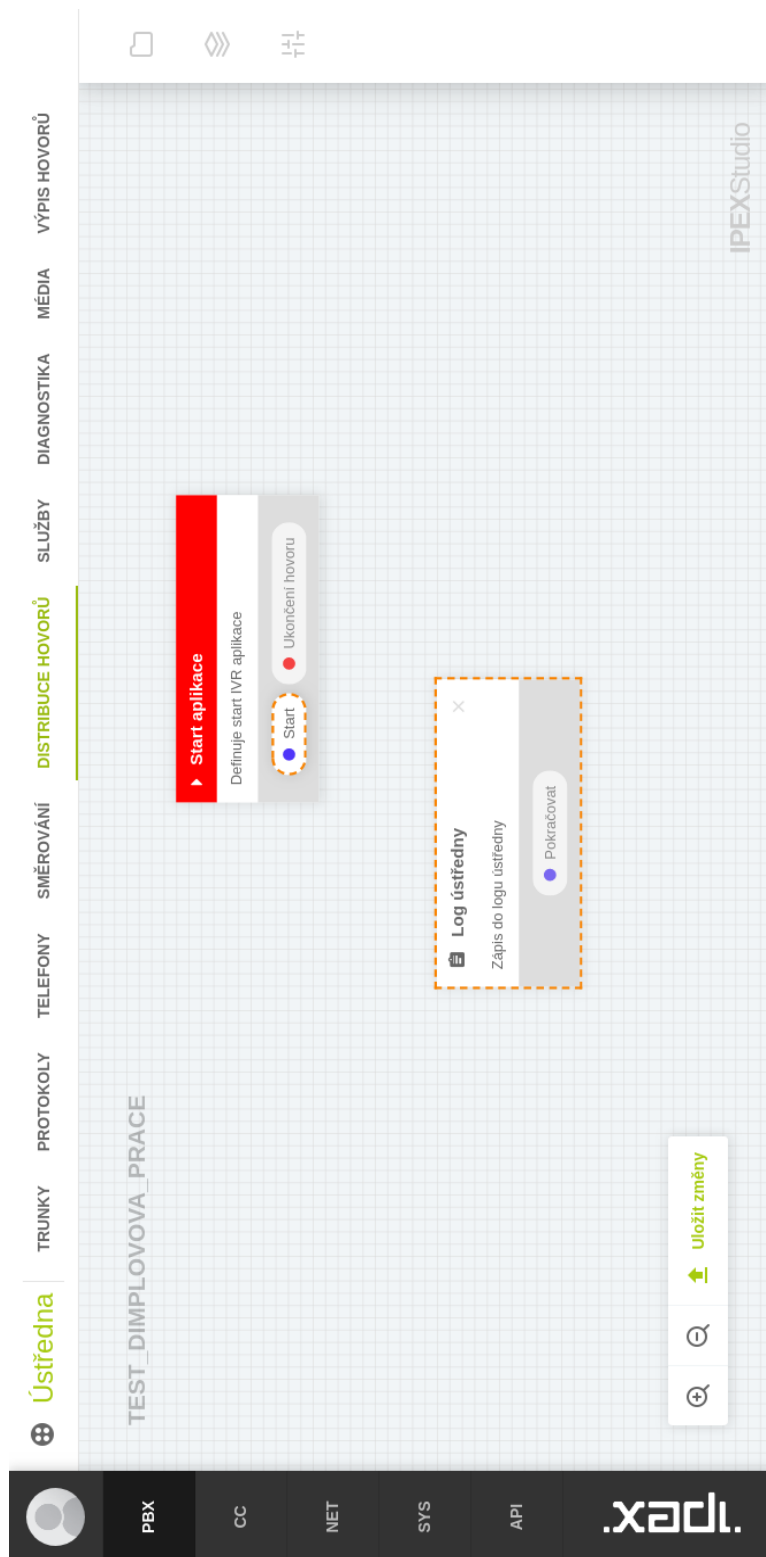 Ústředna
TRUNKY
PROTOKOLY
TELEFONY
SMĚROVÁNÍ
DISTRIBUCE HOVORŮ
SLUŽBY
DIAGNOSTIKA
MÉDIA
VÝPIS HOVORŮ
PBX
CC
NET
SYS
API
.ipex.
TEST_DIMPLOVOVA_PRACE
Start aplikace
Definuje start IVR aplikace
Start
Ukončení hovoru
Log ústředny
Zápis do logu ústředny
Pokračovat
Uložit změny
IPEXStudio